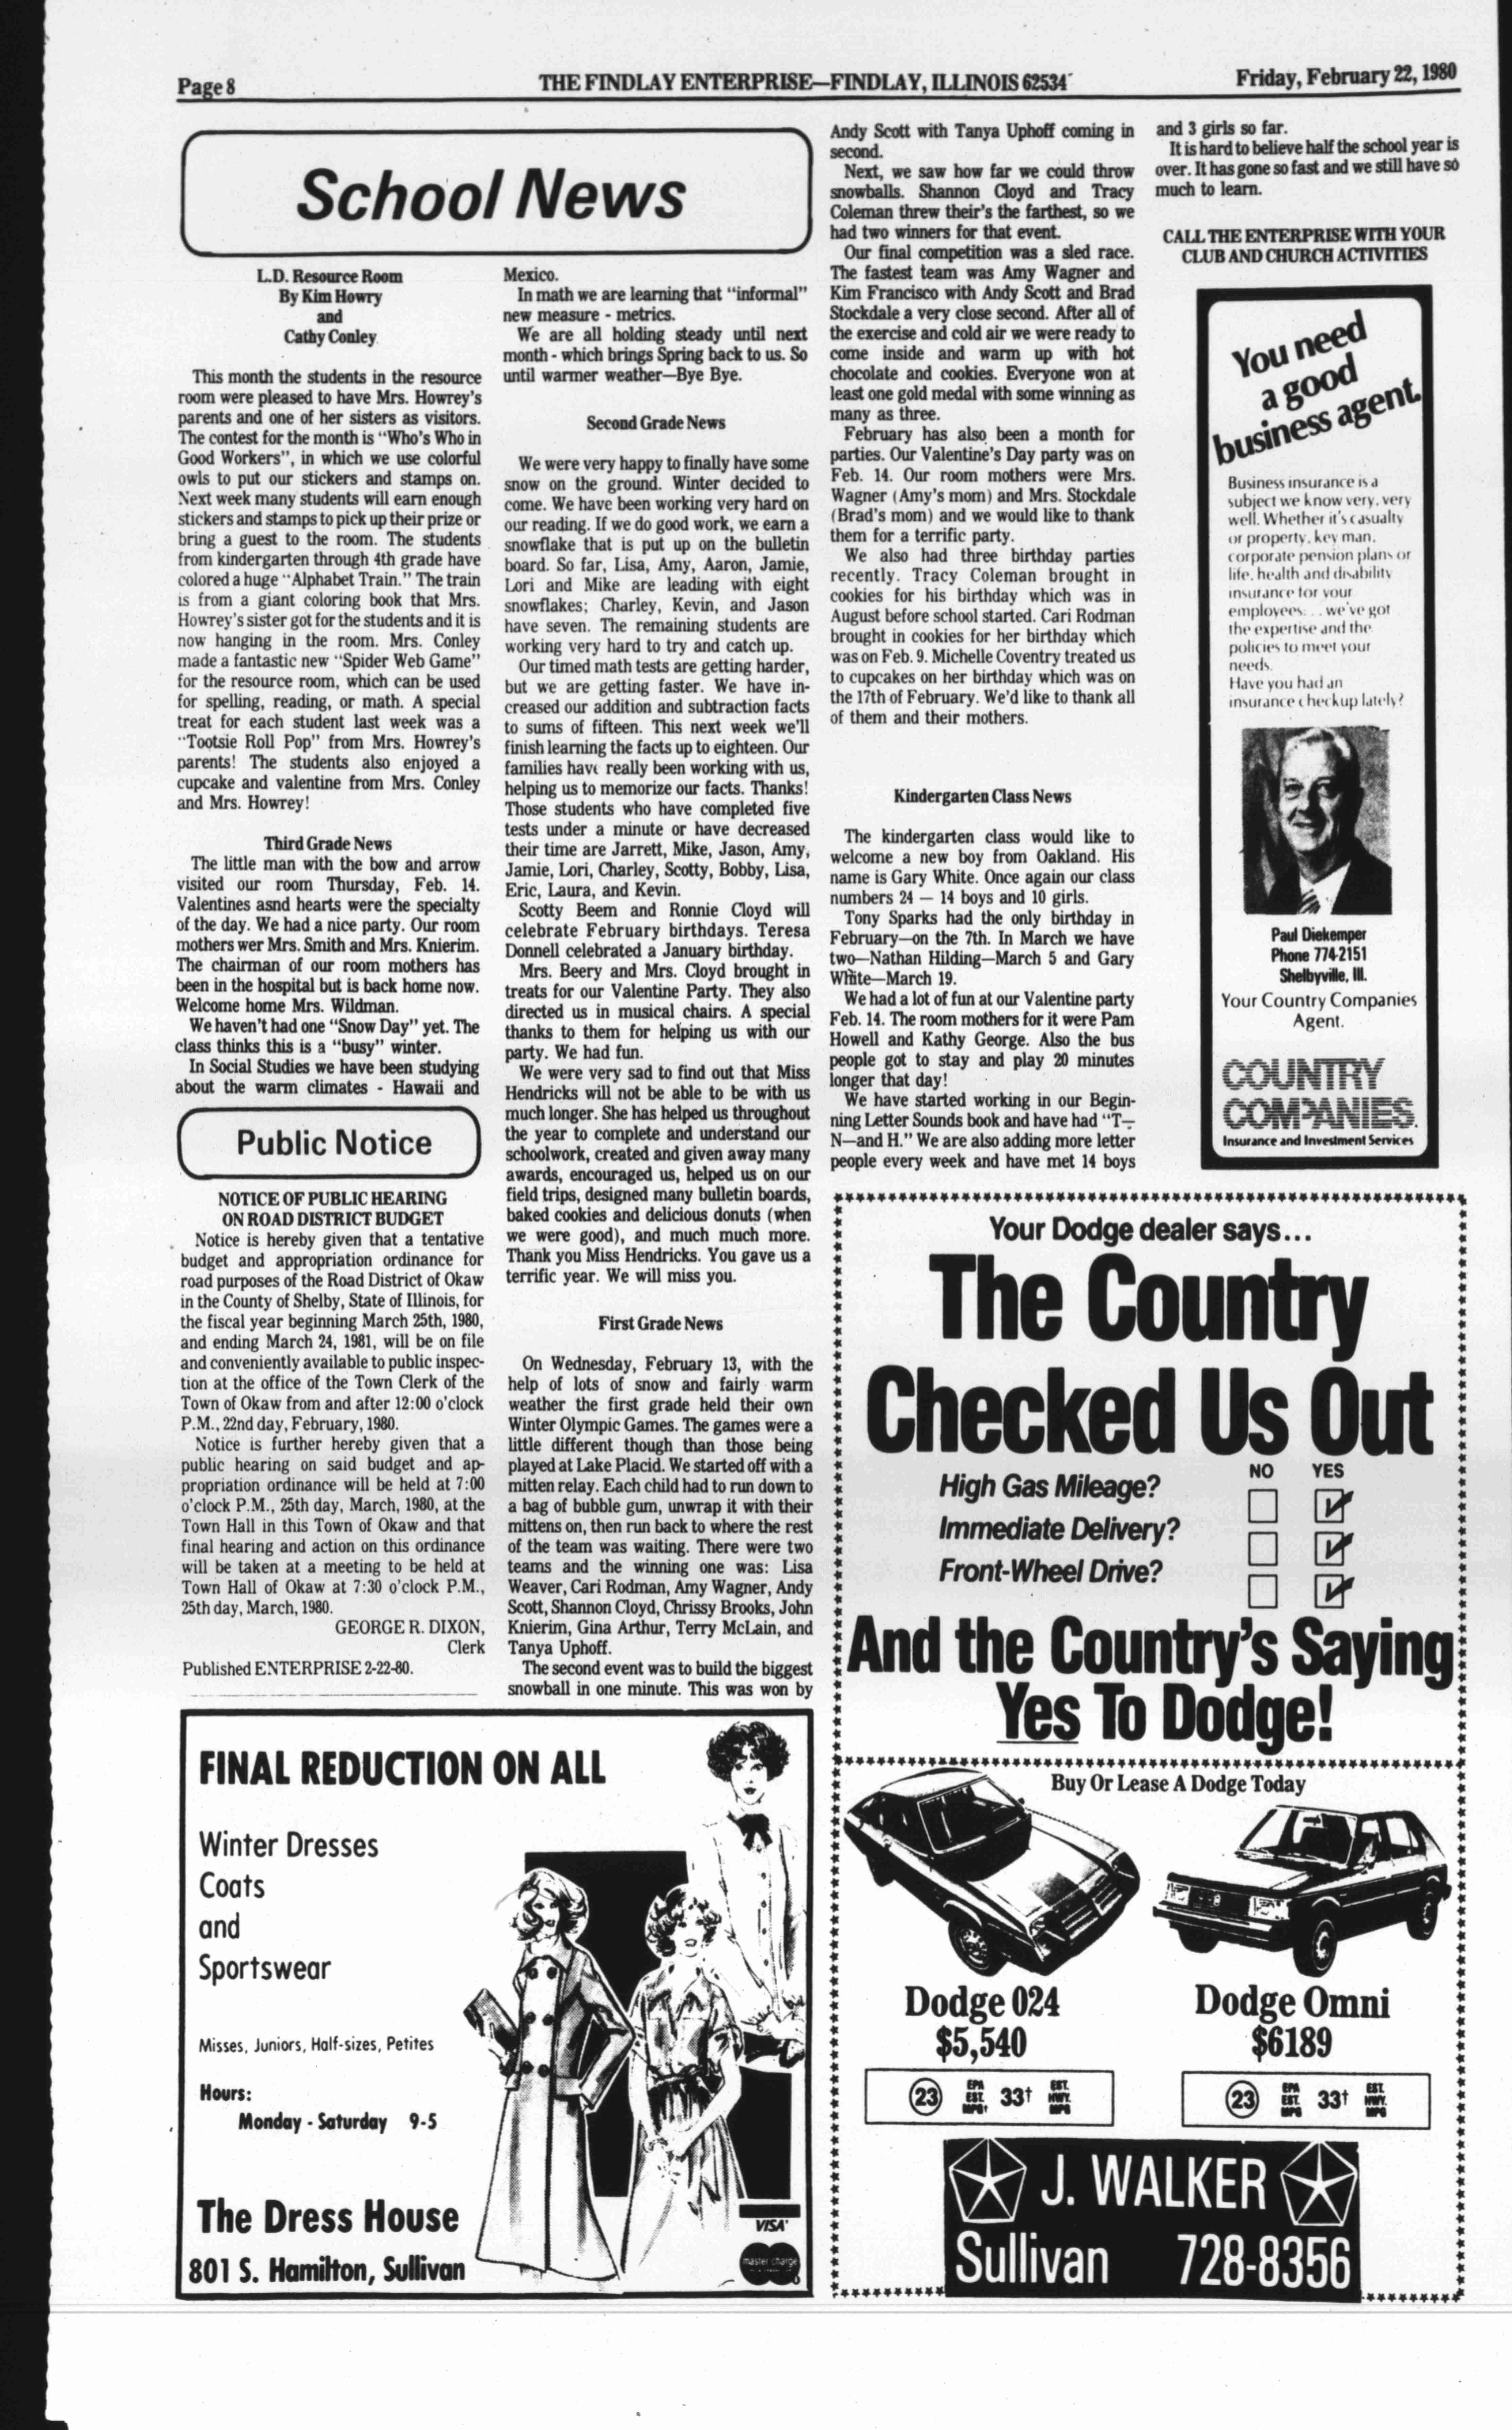 Page 8
THE FINDLAY ENTERPRISE—FINDLAY, ILLINOIS 62534
Friday, February 22, 1980
School News
L.D. Resource Room
By Kim Howry
and
Cathy Conley
This month the students in the resource
room were pleased to have Mrs. Howrey's
parents and one of her sisters as visitors.
The contest for the month is "Who's Who in
Good Workers", in which we use colorful
owls to put our stickers and stamps on.
Next week many students will earn enough
stickers and stamps to pick up their prize or
bring a guest to the room. The students
from kindergarten through 4th grade have
colored a huge "Alphabet Train." The train
is from a giant coloring book that Mrs.
Howrey's sister got for the students and it is
now hanging in the room. Mrs. Conley
made a fantastic new "Spider Web Game"
for the resource room, which can be used
for spelling, reading, or math. A special
treat for each student last week was a
"Tootsie Roll Pop" from Mrs. Howrey's
parents! The students also enjoyed a
cupcake and valentine from Mrs. Conley
and Mrs. Howrey!
Third Grade News
The little man with the bow and arrow
visited our room Thursday, Feb. 14.
Valentines asnd hearts were the specialty
of the day. We had a nice party. Our room
mothers wer Mrs. Smith and Mrs. Knierim.
The chairman of our room mothers has
been in the hospital but is back home now.
Welcome home Mrs. Wildman.
We haven't had one "Snow Day" yet. The
class thinks this is a "busy" winter.
In Social Studies we have been studying
about the warm climates - Hawaii and
Mexico.
In math we are learning that "informal"
new measure - metrics.
We are all holding steady until next
month - which brings Spring back to us. So
until warmer weather—Bye Bye.
Second Grade News
We were very happy to finally have some
snow on the ground. Winter decided to
come. We have been working very hard on
our reading. If we do good work, we earn a
snowflake that is put up on the bulletin
board. So far, Lisa, Amy, Aaron, Jamie,
Lori and Mike are leading with eight
snowflakes; Charley, Kevin, and Jason
have seven. The remaining students are
working very hard to try and catch up.
Our timed math tests are getting harder,
but we are getting faster. We have in-
creased our addition and subtraction facts
to sums of fifteen. This next week we'll
finish learning the facts up to eighteen. Our
families have really been working with us,
helping us to memorize our facts. Thanks!
Those students who have completed five
tests under a minute or have decreased
their time are Jarrett, Mike, Jason, Amy,
Jamie, Lori, Charley, Scotty, Bobby, Lisa,
Eric, Laura, and Kevin.
Scotty Beem and Ronnie Cloyd will
celebrate February birthdays. Teresa
Donnell celebrated a January birthday.
Mrs. Beery and Mrs. Cloyd brought in
treats for our Valentine Party. They also
directed us in musical chairs. A special
thanks to them for helping us with our
party. We had fun.
We were very sad to find out that Miss
Hendricks will not be able to be with us
much longer. She has helped us throughout
the year to complete and understand our
schoolwork, created and given away many
awards, encouraged us, helped us on our
field trips, designed many bulletin boards,
baked cookies and delicious donuts (when
we were good), and much much more.
Thank you Miss Hendricks. You gave us a
terrific year. We will miss you.
First Grade News
On Wednesday, February 13, with the
help of lots of snow and fairly warm
weather the first grade held their own
Winter Olympic Games. The games were a
little different though than those being
played at Lake Placid. We started off with a
mitten relay. Each child had to run down to
a bag of bubble gum, unwrap it with their
mittens on, then run back to where the rest
of the team was waiting. There were two
teams and the winning one was: Lisa
Weaver, Cari Rodman, Amy Wagner, Andy
Scott, Shannon Cloyd, Chrissy Brooks, John
Knierim, Gina Arthur, Terry McLain, and
Tanya Uphoff.
The second event was to build the biggest
snowball in one minute. This was won by
Andy Scott with Tanya Uphoff coming in
second.
Next, we saw how far we could throw
snowballs. Shannon Cloyd and Tracy
Coleman threw their's the farthest, so we
had two winners for that event.
Our final competition was a sled race.
The fastest team was Amy Wagner and
Kim Francisco with Andy Scott and Brad
Stockdale a very close second. After all of
the exercise and cold air we were ready to
come inside and warm up with hot
chocolate and cookies. Everyone won at
least one gold medal with some winning as
many as three.
February has also been a month for
parties. Our Valentine's Day party was on
Feb. 14. Our room mothers were Mrs.
Wagner (Amy's mom) and Mrs. Stockdale
(Brad's mom) and we would like to thank
them for a terrific party.
We also had three birthday parties
recently. Tracy Coleman brought in
cookies for his birthday which was in
August before school started. Cari Rodman
brought in cookies for her birthday which
was on Feb. 9. Michelle Coventry treated us
to cupcakes on her birthday which was on
the 17th of February. We'd like to thank all
of them and their mothers.
Kindergarten Class News
The kindergarten class would like to
welcome a new boy from Oakland. His
name is Gary White. Once again our class
numbers 24 — 14 boys and 10 girls.
Tony Sparks had the only birthday in
February—on the 7th. In March we have
two—Nathan Hilding—March 5 and Gary
White—March 19.
We had a lot of fun at our Valentine party
Feb. 14. The room mothers for it were Pam
Howell and Kathy George. Also the bus
people got to stay and play 20 minutes
longer that day!
We have started working in our Begin-
ning Letter Sounds book and have had "T—
N—and H." We are also adding more letter
people every week and have met 14 boys
and 3 girls so far.
It is hard to believe half the school year is
over. It has gone so fast and we still have so
much to learn.
CALL THE ENTERPRISE WITH YOUR
CLUB AND CHURCH ACTIVITIES
You need
a good
business agent.
Business insurance is a
subject we know very, very
well. Whether it's casualty
or property, key man,
corporate pension plans or
life, health and disability
insurance for your
employees. . . we've got
the expertise and the
policies to meet your
needs.
Have you had an
insurance checkup lately?
Paul Diekemper
Phone 774-2151
Shelbyville, Ill.
Your Country Companies
Agent.
COUNTRY
COMPANIES.
Insurance and Investment Services
Public Notice
NOTICE OF PUBLIC HEARING
ON ROAD DISTRICT BUDGET
Notice is hereby given that a tentative
budget and appropriation ordinance for
road purposes of the Road District of Okaw
in the County of Shelby, State of Illinois, for
the fiscal year beginning March 25th, 1980,
and ending March 24, 1981, will be on file
and conveniently available to public inspec-
tion at the office of the Town Clerk of the
Town of Okaw from and after 12:00 o'clock
P.M., 22nd day, February, 1980.
Notice is further hereby given that a
public hearing on said budget and ap-
propriation ordinance will be held at 7:00
o'clock P.M., 25th day, March, 1980, at the
Town Hall in this Town of Okaw and that
final hearing and action on this ordinance
will be taken at a meeting to be held at
Town Hall of Okaw at 7:30 o'clock P.M.,
25th day, March, 1980.
GEORGE R. DIXON,
Clerk
Published ENTERPRISE 2-22-80.
FINAL REDUCTION ON ALL
Winter Dresses
Coats
and
Sportswear
Misses, Juniors, Half-sizes, Petites
Hours:
Monday - Saturday 9-5
The Dress House
801 S. Hamilton, Sullivan
VISA
master charge
Your Dodge dealer says...
The Country
Checked Us Out
NO YES
High Gas Mileage?
Immediate Delivery?
Front-Wheel Drive?
And the Country's Saying
Yes To Dodge!
Buy Or Lease A Dodge Today
Dodge 024
$5,540
23 EPA EST. MPG† 33† EST. HWY. MPG
Dodge Omni
$6189
23 EPA EST. MPG 33† EST. HWY. MPG
J. WALKER
Sullivan 728-8356